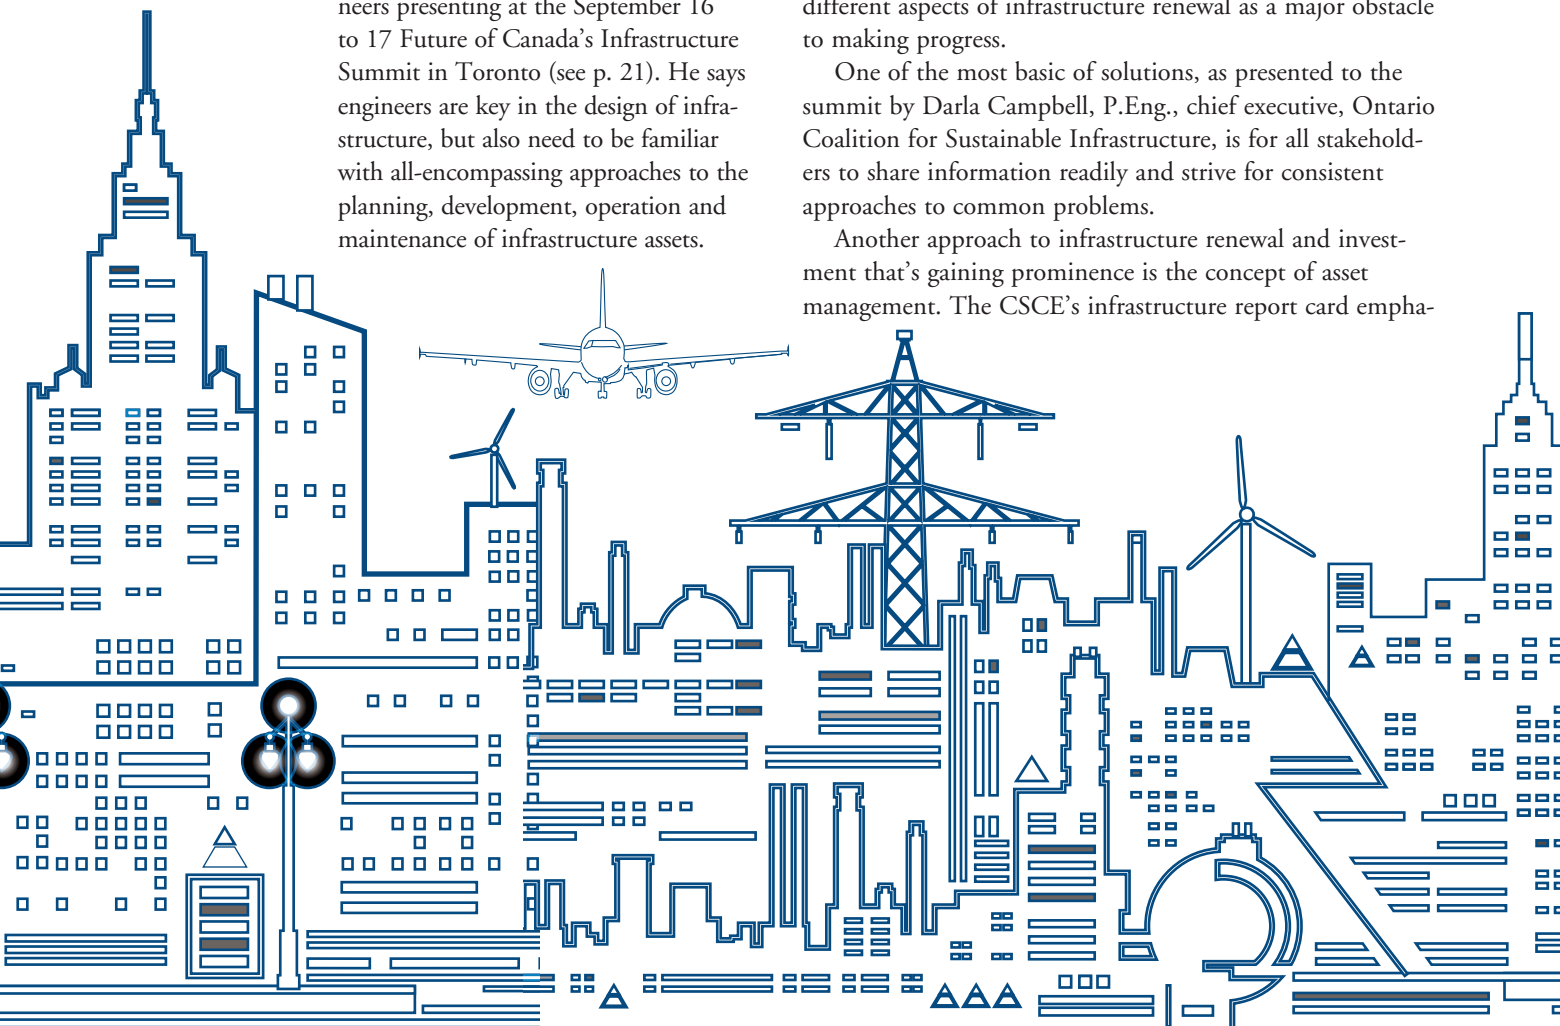 neers presenting at the September 16
to 17 Future of Canada’s Infrastructure
Summit in Toronto (see p. 21). He says
engineers are key in the design of infra-
structure, but also need to be familiar
with all-encompassing approaches to the
planning, development, operation and
maintenance of infrastructure assets.
different aspects of infrastructure renewal as a major obstacle
to making progress.
One of the most basic of solutions, as presented to the
summit by Darla Campbell, P.Eng., chief executive, Ontario
Coalition for Sustainable Infrastructure, is for all stakehold-
ers to share information readily and strive for consistent
approaches to common problems.
Another approach to infrastructure renewal and invest-
ment that’s gaining prominence is the concept of asset
management. The CSCE’s infrastructure report card empha-